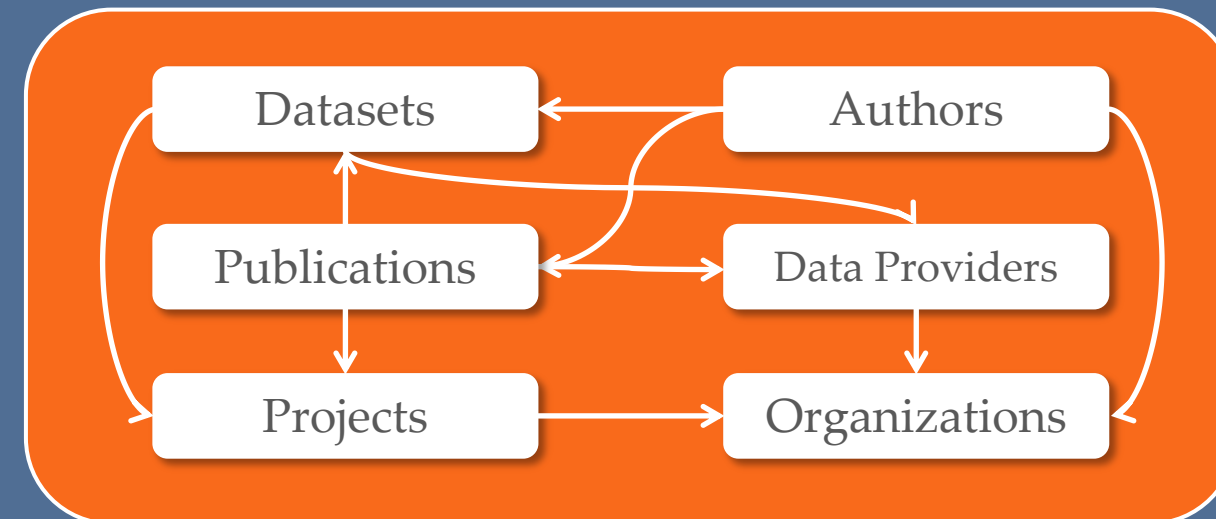 Datasets
Authors
Publications
Data Providers
Projects
Organizations